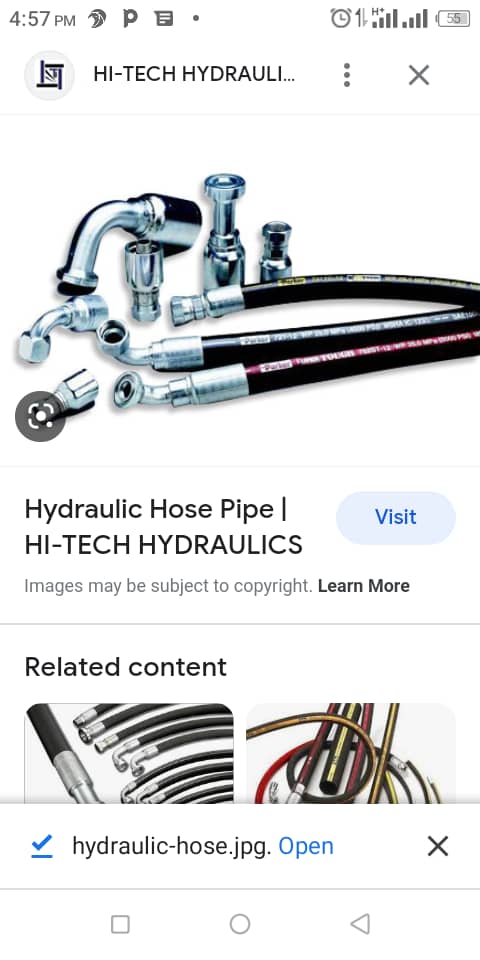 4:57 PM
H+
55
HI-TECH HYDRAULI...
Parker
Parker
Parker TOUGH
Hydraulic Hose Pipe |
HI-TECH HYDRAULICS
Visit
Images may be subject to copyright. Learn More
Related content
hydraulic-hose.jpg. Open